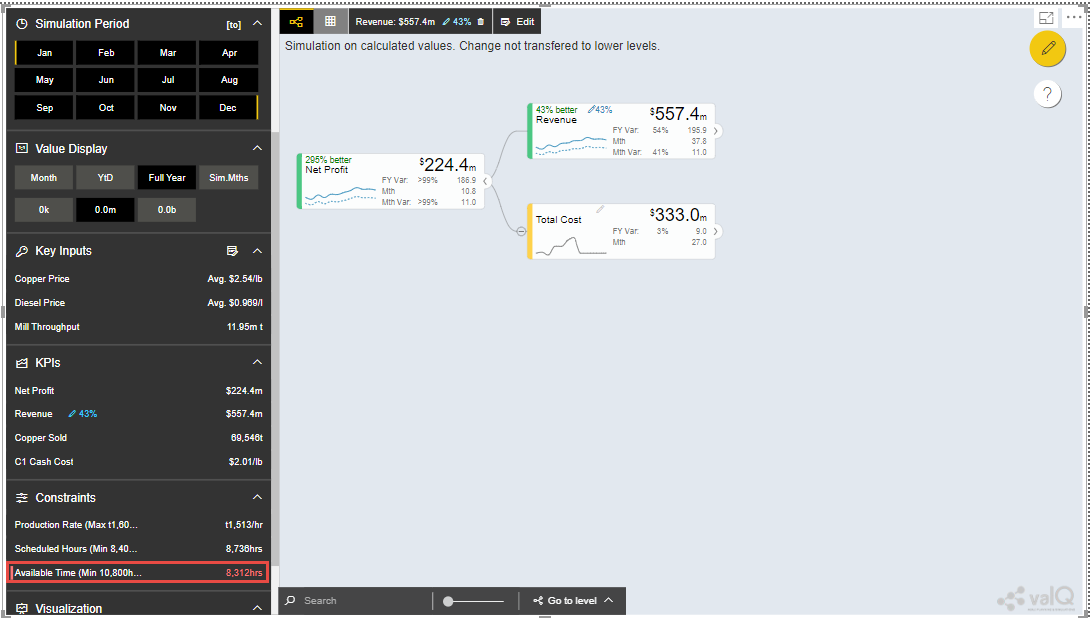 Simulation Period [to]
Jan Feb Mar Apr
May Jun Jul Aug
Sep Oct Nov Dec
Value Display
Month YtD Full Year Sim.Mths
0k 0.0m 0.0b
Key Inputs
Copper Price Avg. $2.54/lb
Diesel Price Avg. $0.969/l
Mill Throughput 11.95m t
KPIs
Net Profit $224.4m
Revenue 43% $557.4m
Copper Sold 69,546t
C1 Cash Cost $2.01/lb
Constraints
Production Rate (Max t1,60... t1,513/hr
Scheduled Hours (Min 8,40... 8,736hrs
Available Time (Min 10,800h... 8,312hrs
Visualization
Revenue: $557.4m 43% Edit
Simulation on calculated values. Change not transfered to lower levels.
295% better
Net Profit $224.4m
FY Var: >99% 186.9
Mth 10.8
Mth Var: >99% 11.0
43% better 43%
Revenue $557.4m
FY Var: 54% 195.9
Mth 37.8
Mth Var: 41% 11.0
Total Cost $333.0m
FY Var: 3% 9.0
Mth 27.0
?
Search Go to level
valQ